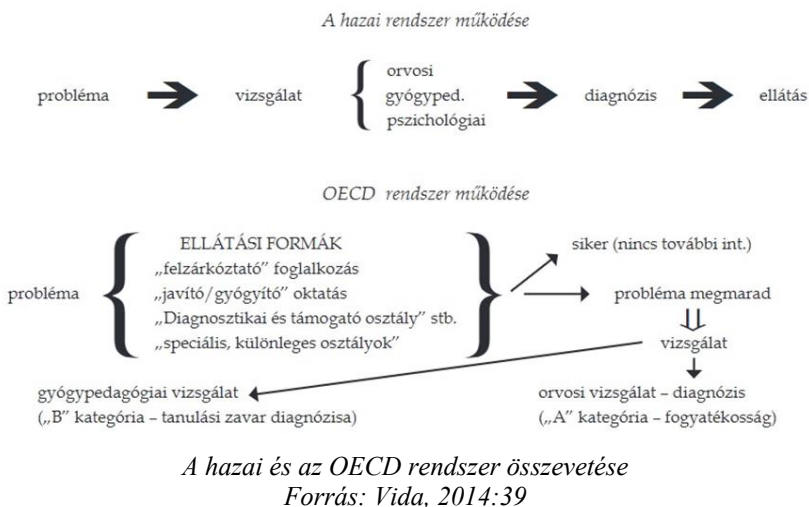 A hazai rendszer működése
orvosi
probléma vizsgálat gyógyped. diagnózis ellátás
pszichológiai
OECD rendszer működése
ELLÁTÁSI FORMÁK siker (nincs további int.)
„felzárkóztató” foglalkozás
probléma „javító/gyógyító” oktatás probléma megmarad
„Diagnosztikai és támogató osztály” stb.
„speciális, különleges osztályok” vizsgálat
gyógypedagógiai vizsgálat orvosi vizsgálat – diagnózis
(„B” kategória – tanulási zavar diagnózisa) („A” kategória – fogyatékosság)
A hazai és az OECD rendszer összevetése
Forrás: Vida, 2014:39